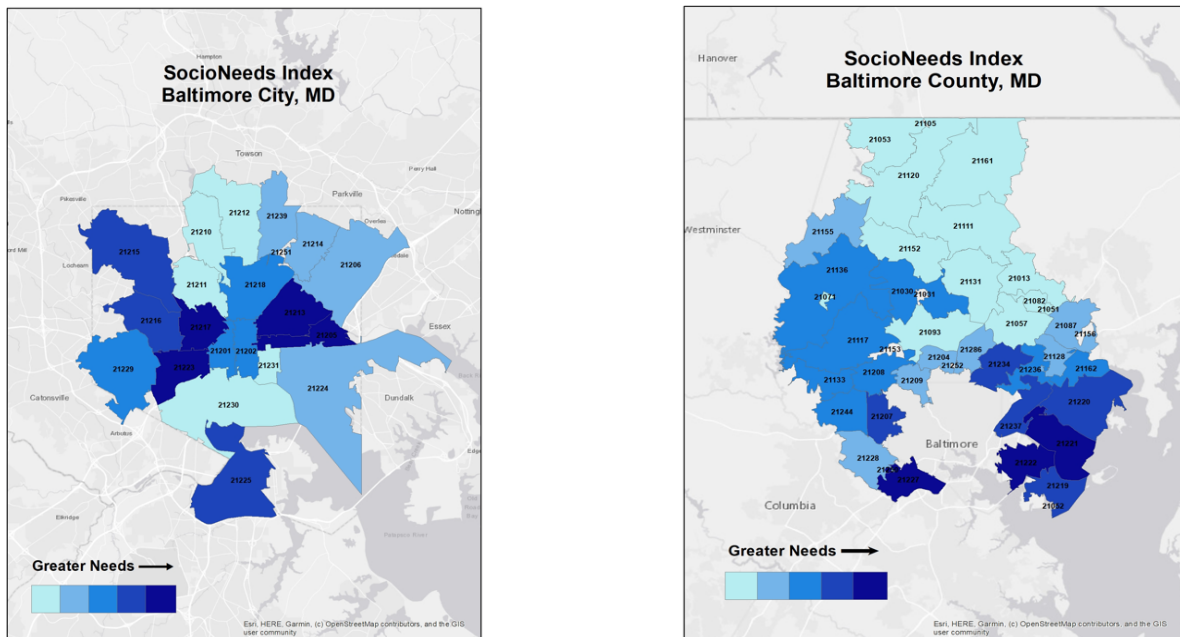 Hampton
SocioNeeds Index
Baltimore City, MD
Towson
Perry Hall
Pikesville
Parkville
Notting
Overlea
21212
21239
21210
21214
21215
21251
21206
Lochearn
21211
21218
21213
21216
21217
Essex
21201
21202
21205
21231
21223
21229
21224
Catonsville
Dundalk
21230
Arbutus
21225
Elkridge
Patapsco River
Greater Needs
Esri, HERE, Garmin, (c) OpenStreetMap contributors, and the GIS
user community
Hanover
SocioNeeds Index
Baltimore County, MD
21105
21053
21161
21120
Westminster
21155
21111
21152
21136
21131
21013
21071
21030
21031
21082
21051
21093
21057
21087
21156
21117
21153
21286
21204
21128
21252
21234
21236
21162
21133
21208
21209
21220
21244
21207
21237
Baltimore
21221
21228
21222
21227
21219
21052
Columbia
Greater Needs
Esri, HERE, Garmin, (c) OpenStreetMap contributors, and the GIS
user community